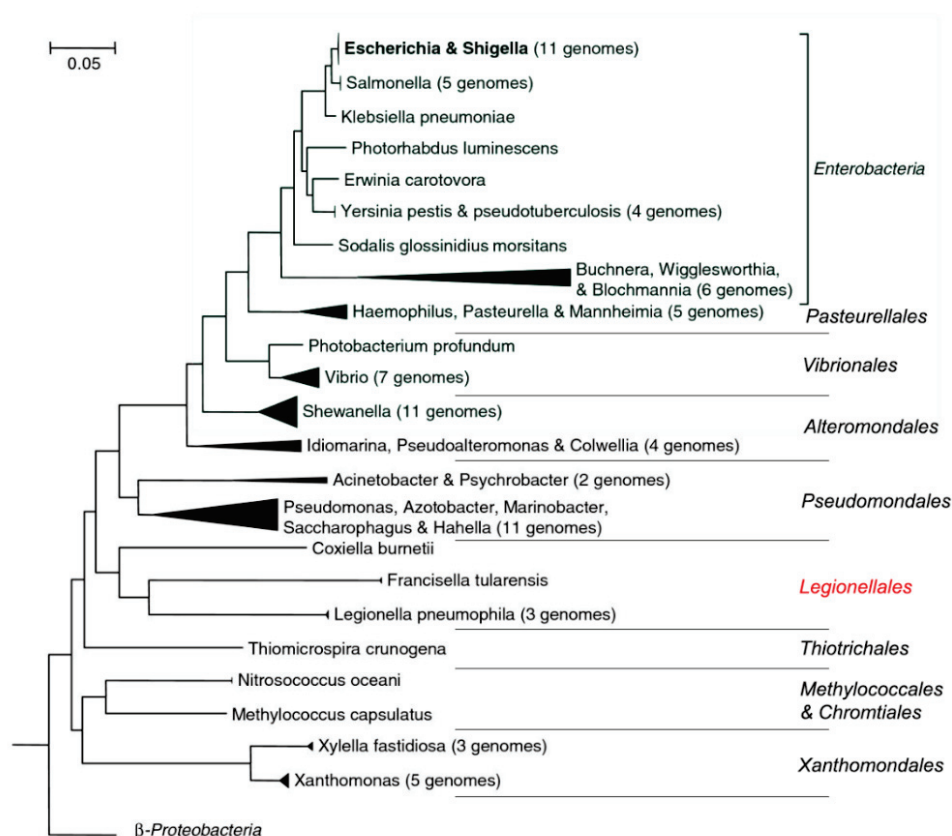 0.05
Escherichia & Shigella (11 genomes)
Salmonella (5 genomes)
Klebsiella pneumoniae
Photorhabdus luminescens
Erwinia carotovora
Yersinia pestis & pseudotuberculosis (4 genomes)
Sodalis glossinidius morsitans
Buchnera, Wigglesworthia,
& Blochmannia (6 genomes)
Enterobacteria
Haemophilus, Pasteurella & Mannheimia (5 genomes)
Pasteurellales
Photobacterium profundum
Vibrio (7 genomes)
Vibrionales
Shewanella (11 genomes)
Idiomarina, Pseudoalteromonas & Colwellia (4 genomes)
Alteromondales
Acinetobacter & Psychrobacter (2 genomes)
Pseudomonas, Azotobacter, Marinobacter,
Saccharophagus & Hahella (11 genomes)
Pseudomondales
Coxiella burnetii
Francisella tularensis
Legionella pneumophila (3 genomes)
Legionellales
Thiomicrospira crunogena
Thiotrichales
Nitrosococcus oceani
Methylococcus capsulatus
Methylococcales
& Chromtiales
Xylella fastidiosa (3 genomes)
Xanthomonas (5 genomes)
Xanthomondales
β-Proteobacteria